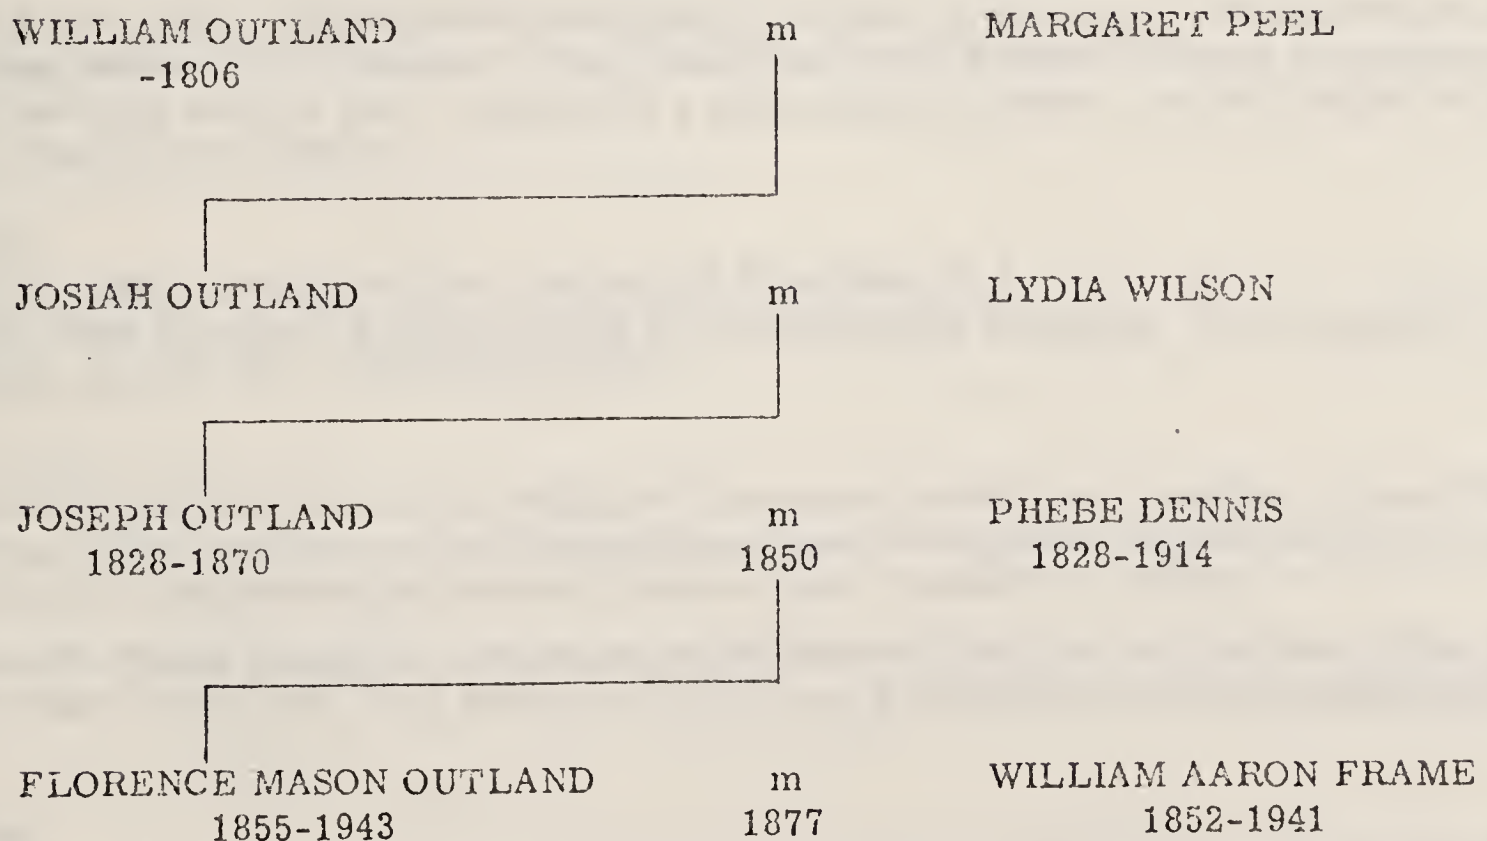 WILLIAM OUTLAND m MARGARET PEEL
-1806
JOSIAH OUTLAND m LYDIA WILSON
JOSEPH OUTLAND m PHEBE DENNIS
1828-1870 1850 1828-1914
FLORENCE MASON OUTLAND m WILLIAM AARON FRAME
1855-1943 1877 1852-1941